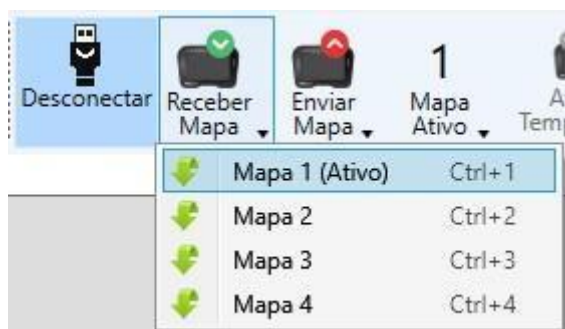 Desconectar
Receber
Mapa
Enviar
Mapa
1
Mapa
Ativo
Mapa 1 (Ativo) Ctrl+1
Mapa 2 Ctrl+2
Mapa 3 Ctrl+3
Mapa 4 Ctrl+4